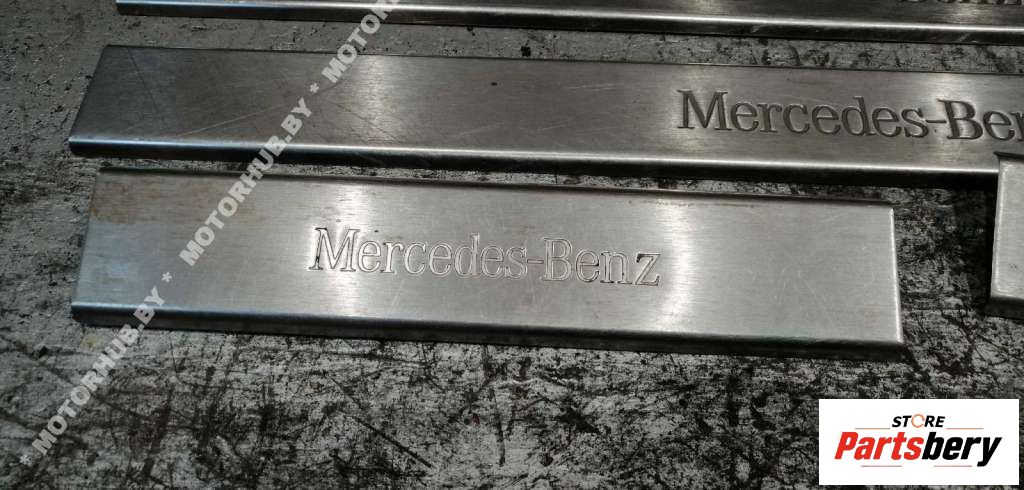 Mercedes-Ben
Mercedes-Benz
* MOTORHUB.BY * MOTORHUB.BY * MOTOR
STORE
Partsbery